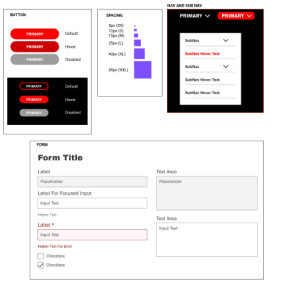 BUTTON
PRIMARY Default
PRIMARY Hover
PRIMARY Disabled
PRIMARY Default
PRIMARY Hover
PRIMARY Disabled
SPACING
5px (XS)
10px (S)
15px (M)
25px (L)
40px (XL)
65px (XXL)
NAV AND SUB NAV
PRIMARY PRIMARY
SubNav
SubNav Hover Text
SubNav
SubNav Hover Text
SubNav Hover Text
FORM
Form Title
Label
Placeholder
Label For Focused Input
Input Text
Helper Text
Label *
Input Text
Helper Text For Error
Checkbox
Checkbox
Text Area
Placeholder
Text Area
Input Text